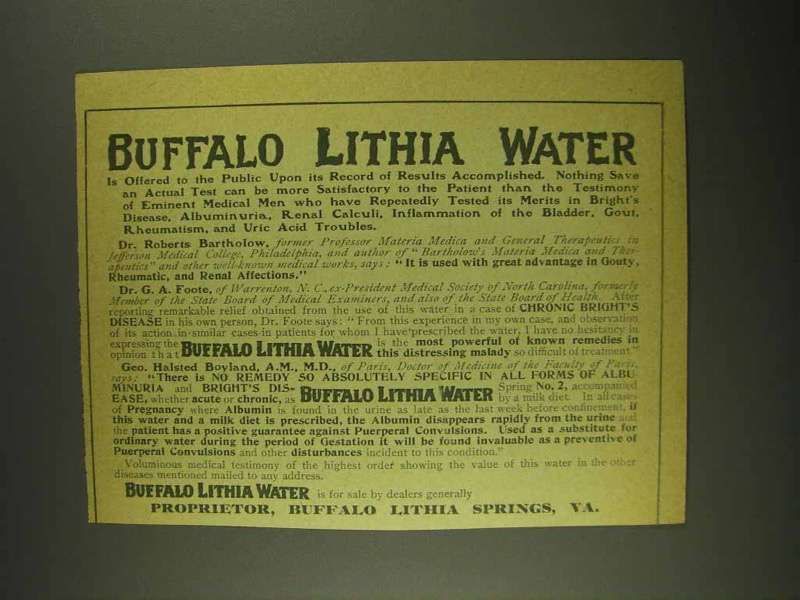 BUFFALO LITHIA WATER
Is Offered to the Public Upon its Record of Results Accomplished. Nothing Save
an Actual Test can be more Satisfactory to the Patient than the Testimony
of Eminent Medical Men who have Repeatedly Tested its Merits in Bright's
Disease, Albuminuria, Renal Calculi, Inflammation of the Bladder, Gout,
Rheumatism, and Uric Acid Troubles.
Dr. Roberts Bartholow, former Professor Materia Medica and General Therapeutics in
Jefferson Medical College, Philadelphia, and author of "Bartholow's Materia Medica and Ther-
apeutics" and other well-known medical works, says: "It is used with great advantage in Gouty,
Rheumatic, and Renal Affections."
Dr. G. A. Foote, of Warrenton, N. C., ex-President Medical Society of North Carolina, formerly
Member of the State Board of Medical Examiners, and also of the State Board of Health. After
reporting remarkable relief obtained from the use of this water in a case of CHRONIC BRIGHT'S
DISEASE in his own person, Dr. Foote says: "From this experience in my own case, and observation
of its action in similar cases in patients for whom I have prescribed the water, I have no hesitancy in
expressing the opinion that BUFFALO LITHIA WATER is the most powerful of known remedies in
this distressing malady so difficult of treatment."
Geo. Halsted Boyland, A.M., M.D., of Paris, Doctor of Medicine of the Faculty of Paris,
says: "There is NO REMEDY SO ABSOLUTELY SPECIFIC IN ALL FORMS OF ALBU-
MINURIA and BRIGHT'S DIS-
EASE, whether acute or chronic, as BUFFALO LITHIA WATER Spring No. 2, accompanied
by a milk diet. In all cases
of Pregnancy where Albumin is found in the urine as late as the last week before confinement, if
this water and a milk diet is prescribed, the Albumin disappears rapidly from the urine and
the patient has a positive guarantee against Puerperal Convulsions. Used as a substitute for
ordinary water during the period of Gestation it will be found invaluable as a preventive of
Puerperal Convulsions and other disturbances incident to this condition."
Voluminous medical testimony of the highest order showing the value of this water in the other
diseases mentioned mailed to any address.
BUFFALO LITHIA WATER is for sale by dealers generally
PROPRIETOR, BUFFALO LITHIA SPRINGS, VA.